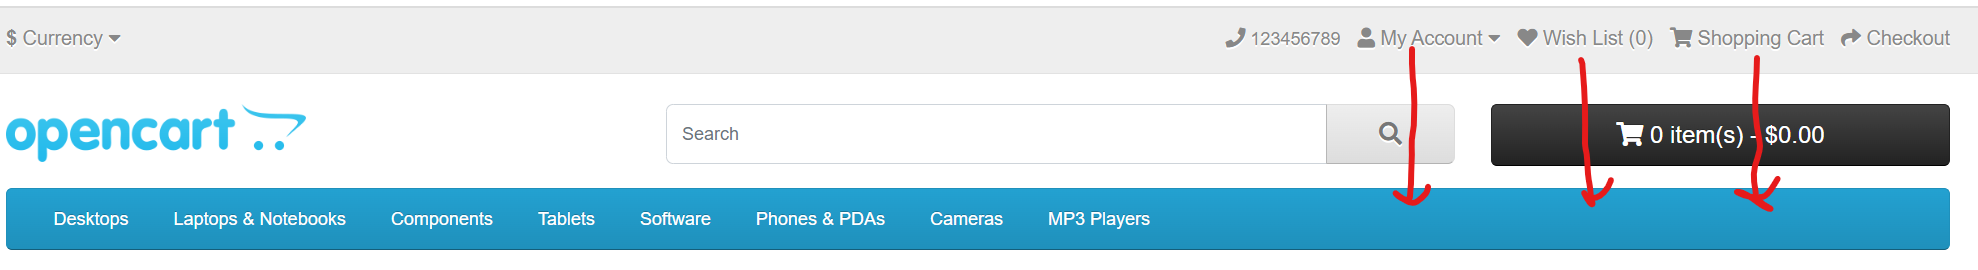 $ Currency 123456789 My Account Wish List (0) Shopping Cart Checkout
opencart Search 0 item(s) - $0.00
Desktops Laptops & Notebooks Components Tablets Software Phones & PDAs Cameras MP3 Players